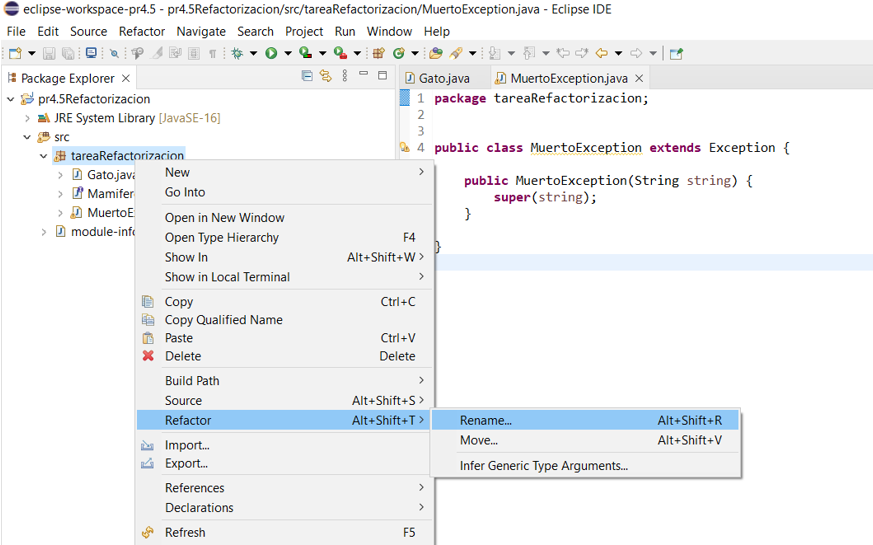 eclipse-workspace-pr4.5 - pr4.5Refactorizacion/src/tareaRefactorizacion/MuertoException.java - Eclipse IDE
File Edit Source Refactor Navigate Search Project Run Window Help
Package Explorer
pr4.5Refactorizacion
JRE System Library [JavaSE-16]
src
tareaRefactorizacion
Gato.java
Mamifer
MuertoE
module-info
New
Go Into
Open in New Window
Open Type Hierarchy F4
Show In Alt+Shift+W
Show in Local Terminal
Copy Ctrl+C
Copy Qualified Name
Paste Ctrl+V
Delete Delete
Build Path
Source Alt+Shift+S
Refactor Alt+Shift+T
Import...
Export...
References
Declarations
Refresh F5
Rename... Alt+Shift+R
Move... Alt+Shift+V
Infer Generic Type Arguments...
Gato.java MuertoException.java
1 package tareaRefactorizacion;
2
3
4 public class MuertoException extends Exception {
public MuertoException(String string) {
super(string);
}
}